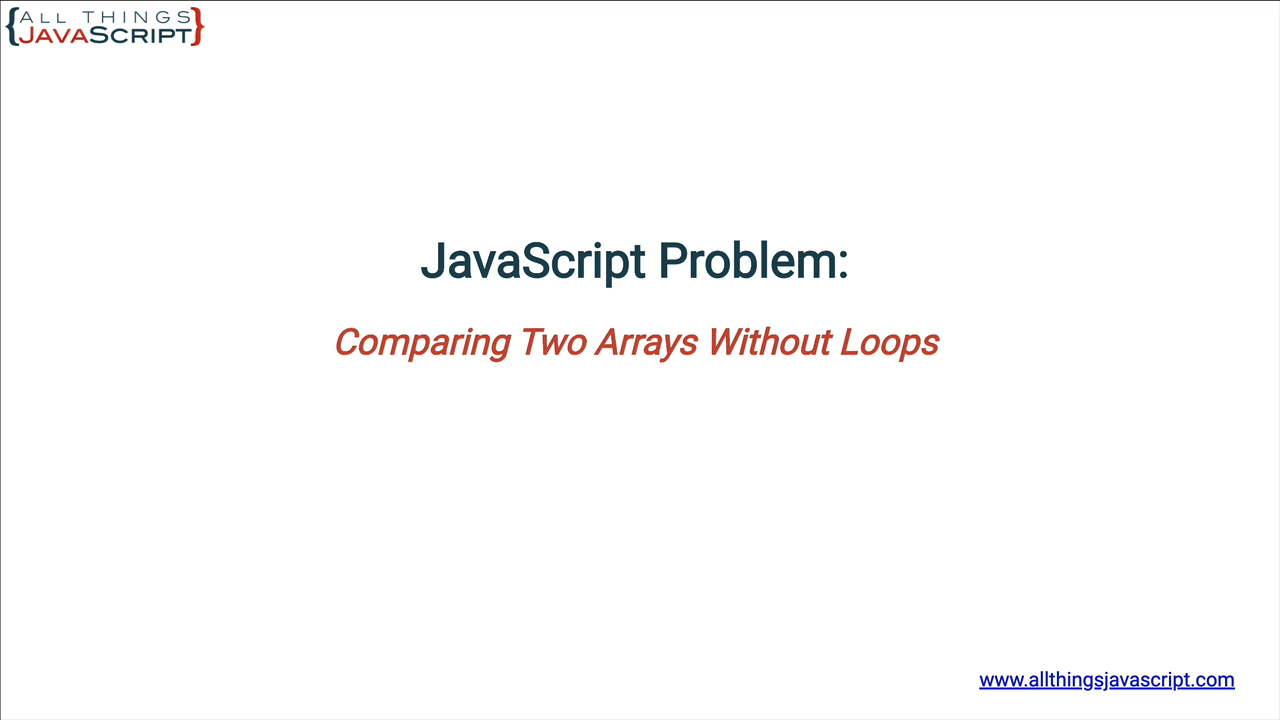 {ALL THINGS
JAVASCRIPT}
JavaScript Problem:
Comparing Two Arrays Without Loops
www.allthingsjavascript.com